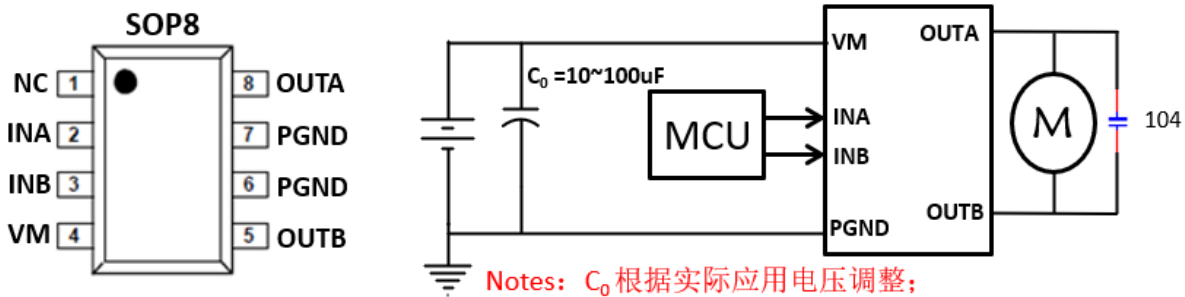 SOP8
NC 1 8 OUTA
INA 2 7 PGND
INB 3 6 PGND
VM 4 5 OUTB
VM OUTA
C₀ =10~100uF
MCU
INA
INB
M
104
OUTB
PGND
Notes：C₀根据实际应用电压调整；